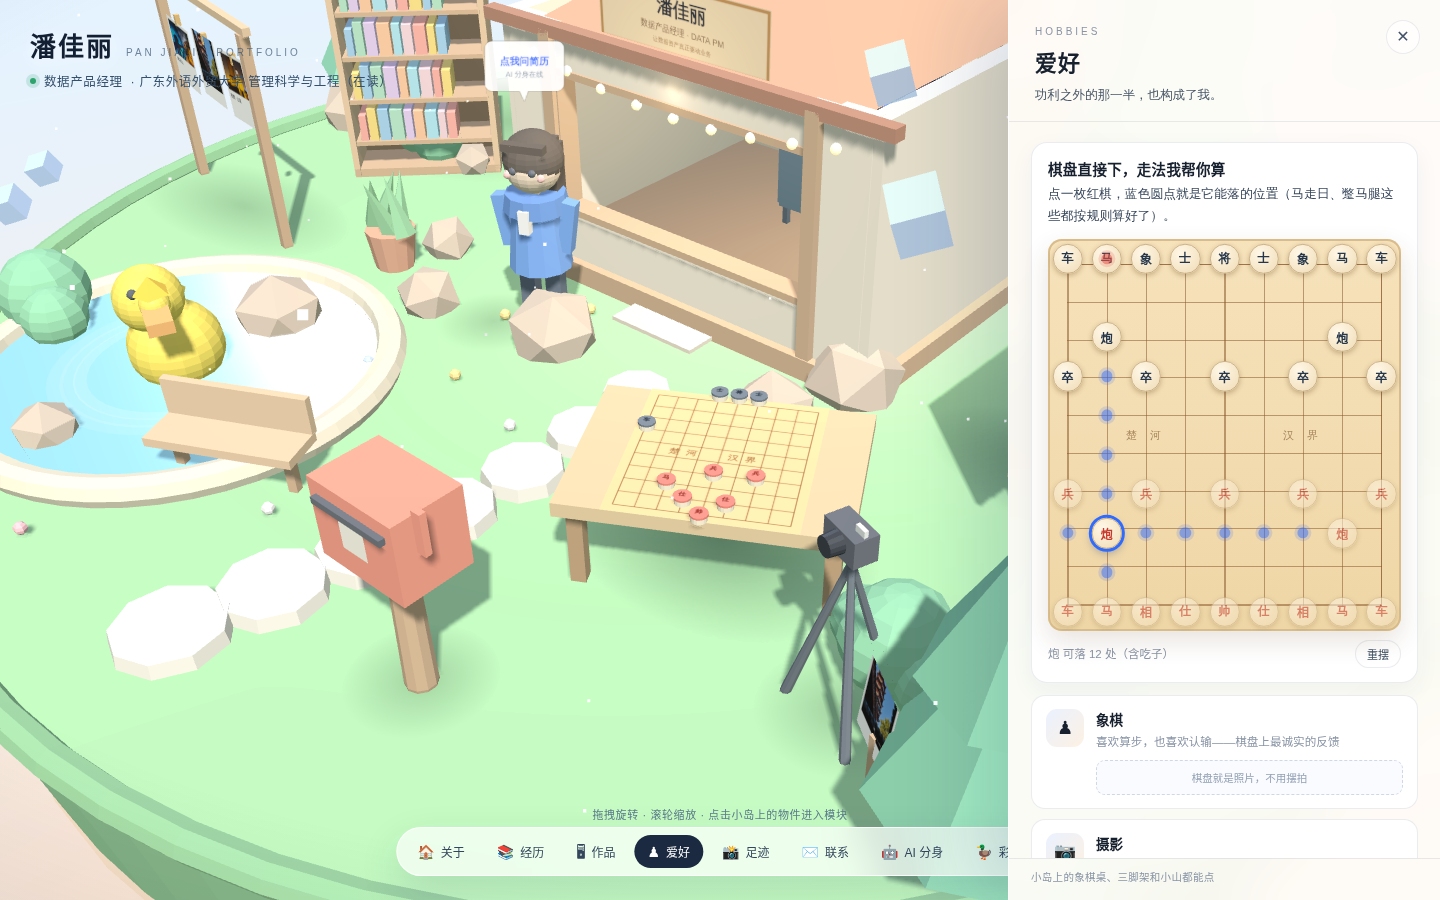 潘佳丽
PAN JIALI · PORTFOLIO
数据产品经理 · 广东外语外贸大学 管理科学与工程（在读）
点我问简历
AI 分身在线
潘佳丽
数据产品经理 · DATA PM
楚 河 汉 界
拖拽旋转 · 滚轮缩放 · 点击小岛上的物件进入模块
关于
经历
作品
爱好
足迹
联系
AI 分身
彩
HOBBIES
爱好
功利之外的那一半，也构成了我。
棋盘直接下，走法我帮你算
点一枚红棋，蓝色圆点就是它能落的位置（马走日、蹩马腿这
些都按规则算好了）。
车 马 象 士 将 士 象 马 车
炮 炮
卒 卒 卒 卒 卒
楚 河 汉 界
兵 兵 兵 兵 兵
炮 炮
车 马 相 仕 帅 仕 相 马 车
炮 可落 12 处（含吃子）
重摆
象棋
喜欢算步，也喜欢认输——棋盘上最诚实的反馈
棋盘就是照片，不用摆拍
摄影
小岛上的象棋桌、三脚架和小山都能点